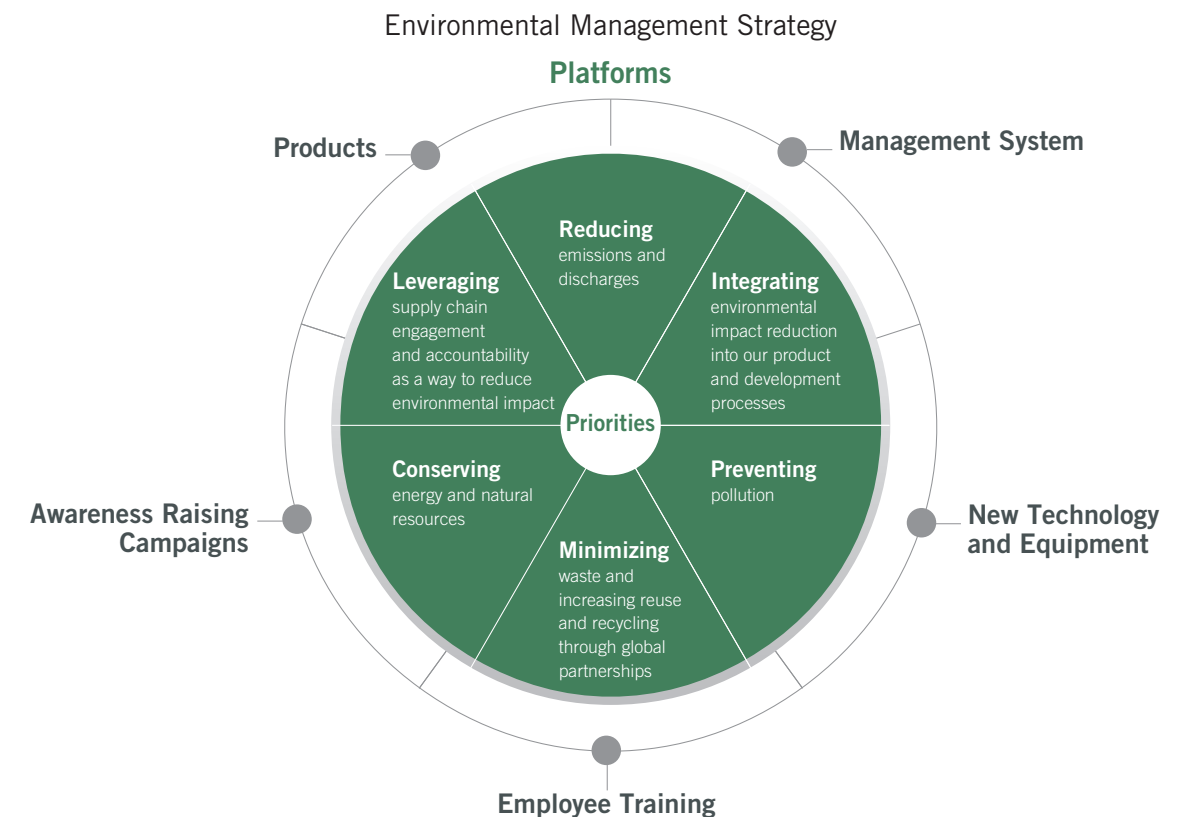 Environmental Management Strategy
Platforms
Products
Management System
Reducing
emissions and
discharges
Leveraging
supply chain
engagement
and accountability
as a way to reduce
environmental impact
Integrating
environmental
impact reduction
into our product
and development
processes
Priorities
Conserving
energy and natural
resources
Preventing
pollution
Awareness Raising
Campaigns
New Technology
and Equipment
Minimizing
waste and
increasing reuse
and recycling
through global
partnerships
Employee Training